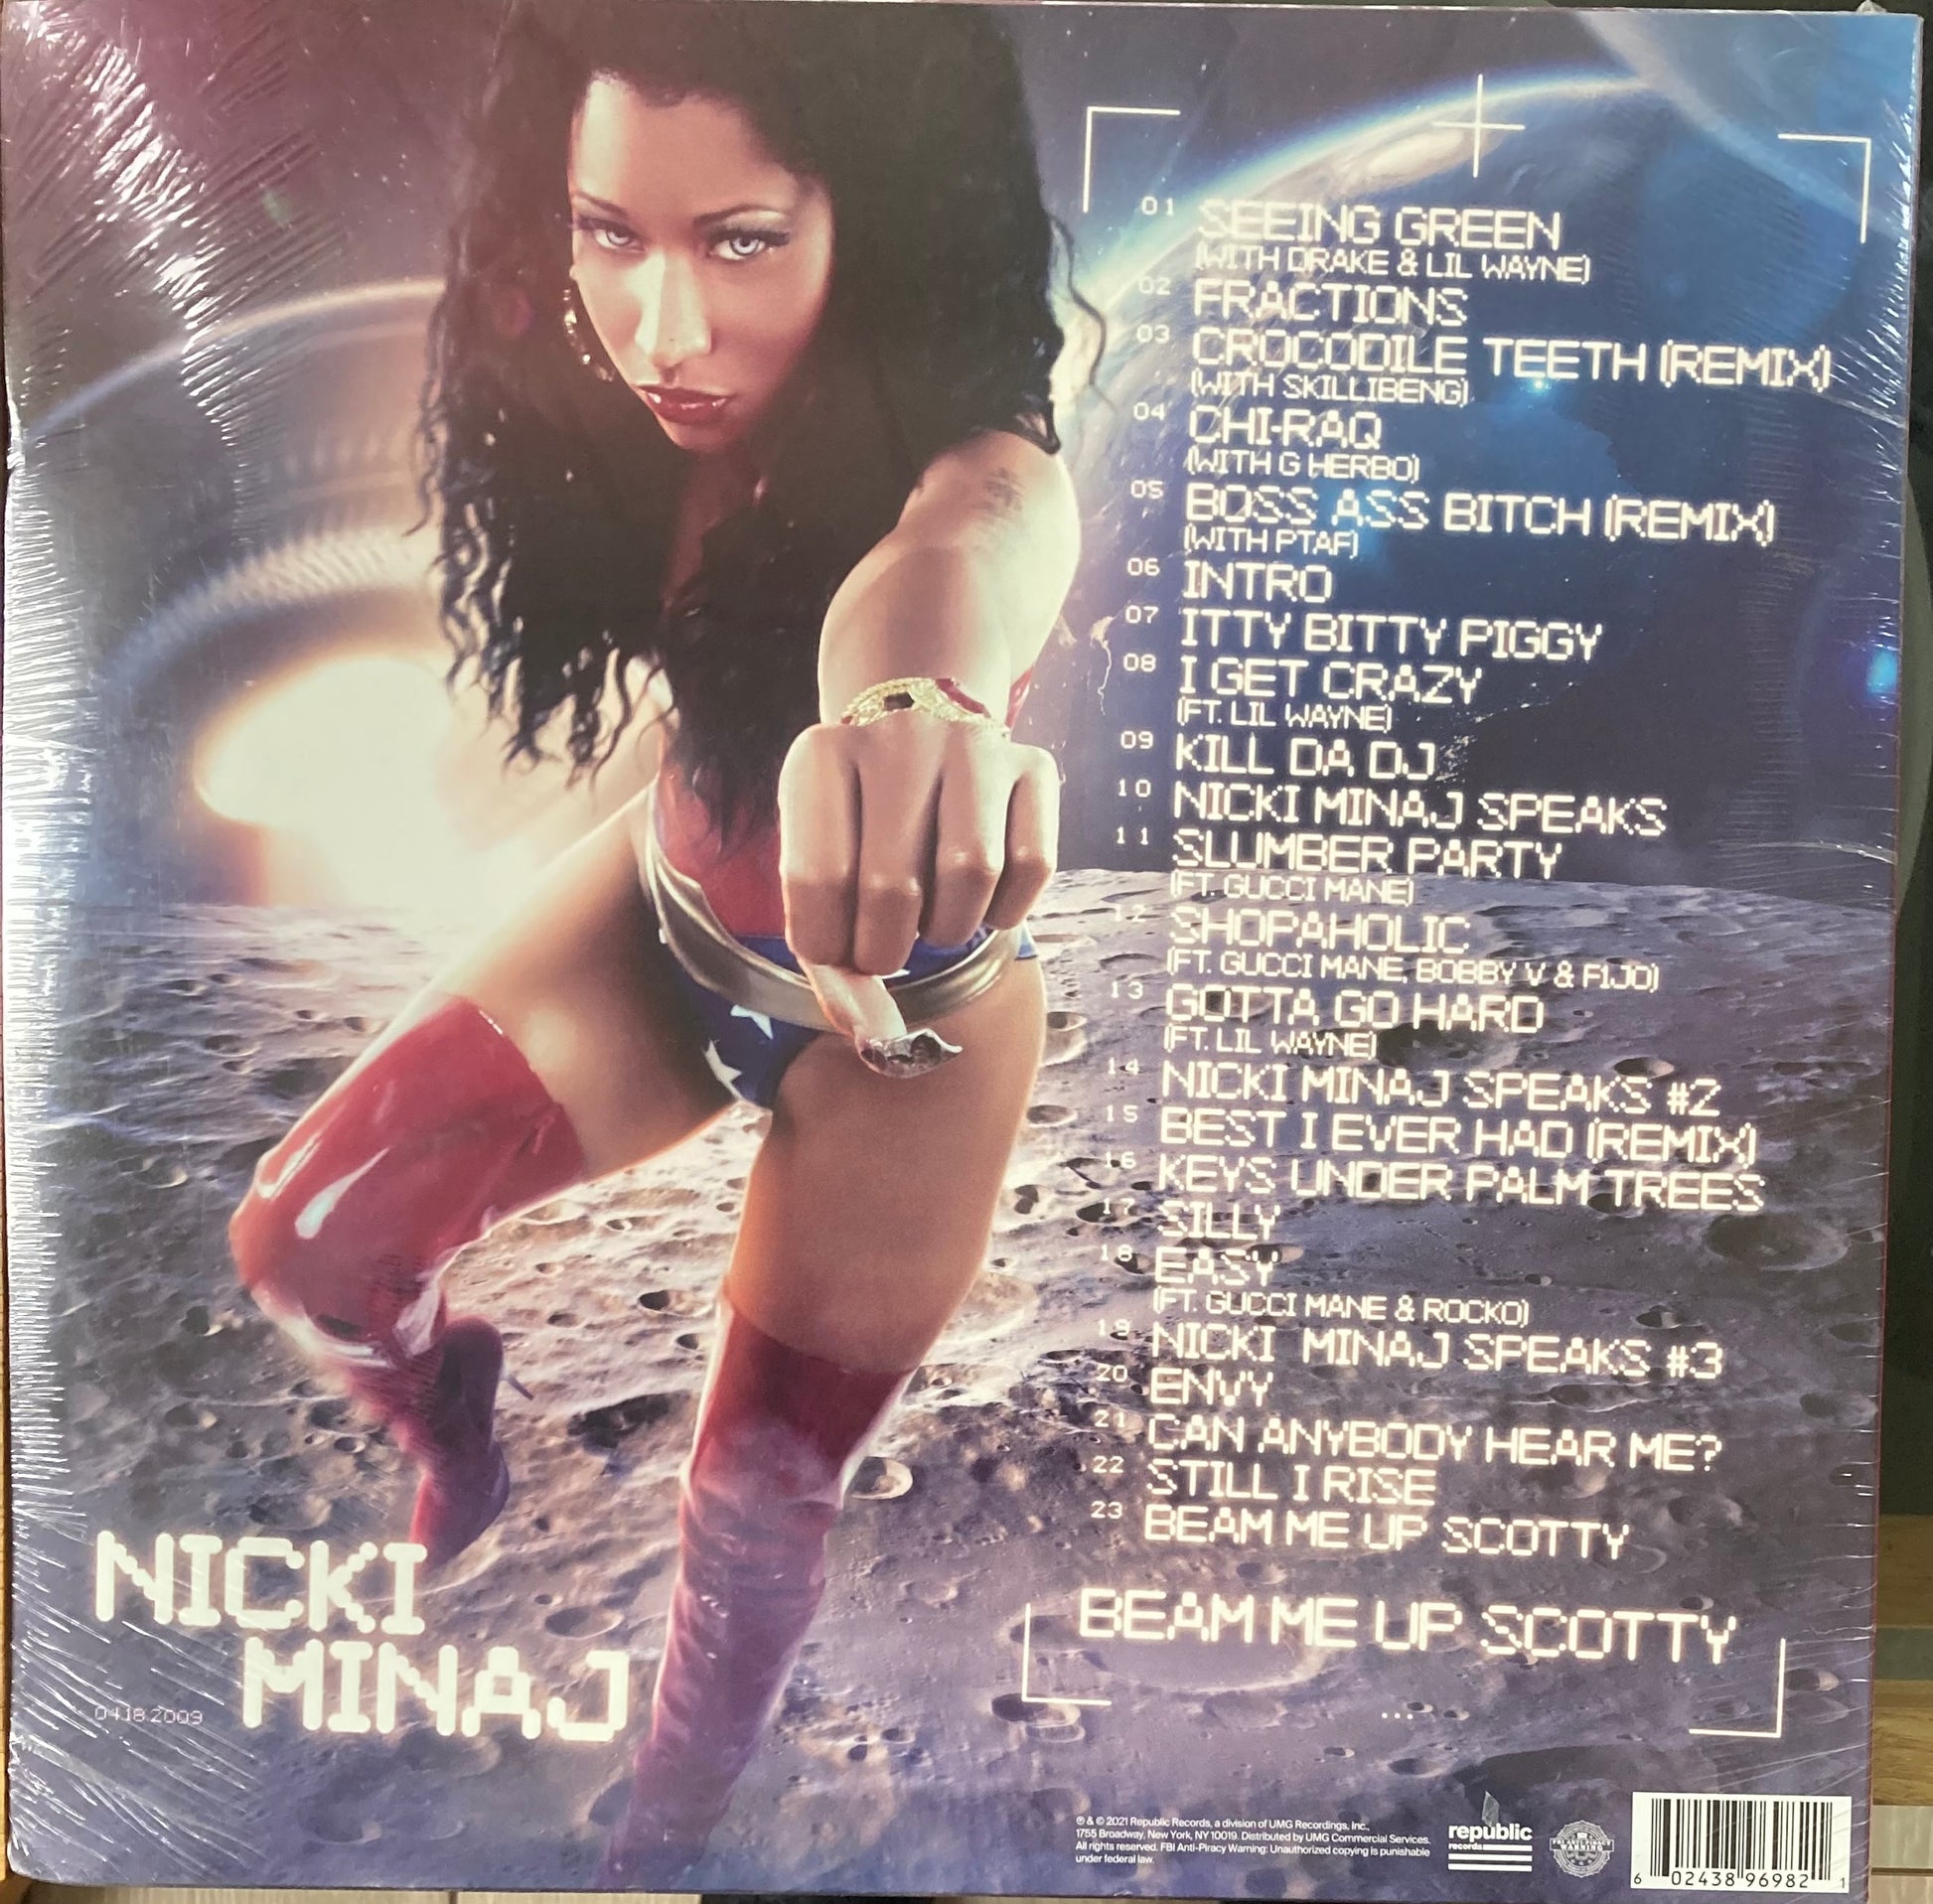 01 SEEING GREEN
(WITH DRAKE & LIL WAYNE)
02 FRACTIONS
03 CROCODILE TEETH (REMIX)
(WITH SKILLIBENG)
04 CHI-RAQ
(WITH G HERBO)
05 BOSS ASS BITCH (REMIX)
(WITH PTAF)
06 INTRO
07 ITTY BITTY PIGGY
08 I GET CRAZY
(FT. LIL WAYNE)
09 KILL DA DJ
10 NICKI MINAJ SPEAKS
11 SLUMBER PARTY
(FT. GUCCI MANE)
12 SHOPAHOLIC
(FT. GUCCI MANE, BOBBY V & F1JO)
13 GOTTA GO HARD
(FT. LIL WAYNE)
14 NICKI MINAJ SPEAKS #2
15 BEST I EVER HAD (REMIX)
16 KEYS UNDER PALM TREES
17 SILLY
18 EASY
(FT. GUCCI MANE & ROCKO)
19 NICKI MINAJ SPEAKS #3
20 ENVY
21 CAN ANYBODY HEAR ME?
22 STILL I RISE
23 BEAM ME UP SCOTTY
BEAM ME UP SCOTTY
...
NICKI
MINAJ
04.18.2009
℗ & © 2021 Republic Records, a division of UMG Recordings, Inc.,
1755 Broadway, New York, NY 10019. Distributed by UMG Commercial Services.
All rights reserved. FBI Anti-Piracy Warning: Unauthorized copying is punishable
under federal law.
republic
records
FBI ANTI-PIRACY
WARNING
6 02438 96982 1